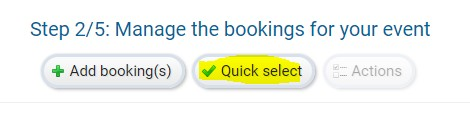 Step 2/5: Manage the bookings for your event
Add booking(s) Quick select Actions